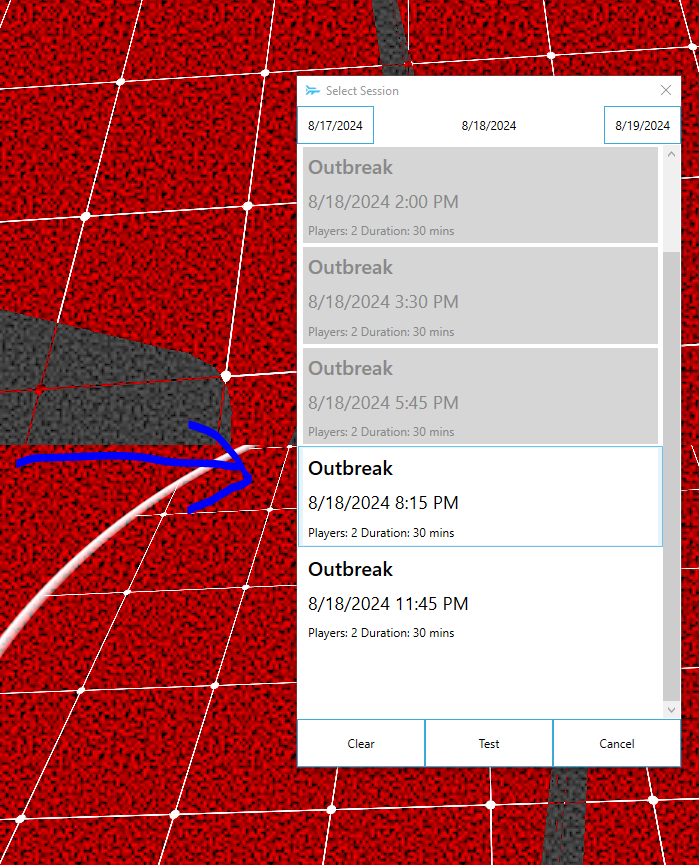 Select Session
8/17/2024 8/18/2024 8/19/2024
Outbreak
8/18/2024 2:00 PM
Players: 2 Duration: 30 mins
Outbreak
8/18/2024 3:30 PM
Players: 2 Duration: 30 mins
Outbreak
8/18/2024 5:45 PM
Players: 2 Duration: 30 mins
Outbreak
8/18/2024 8:15 PM
Players: 2 Duration: 30 mins
Outbreak
8/18/2024 11:45 PM
Players: 2 Duration: 30 mins
Clear Test Cancel